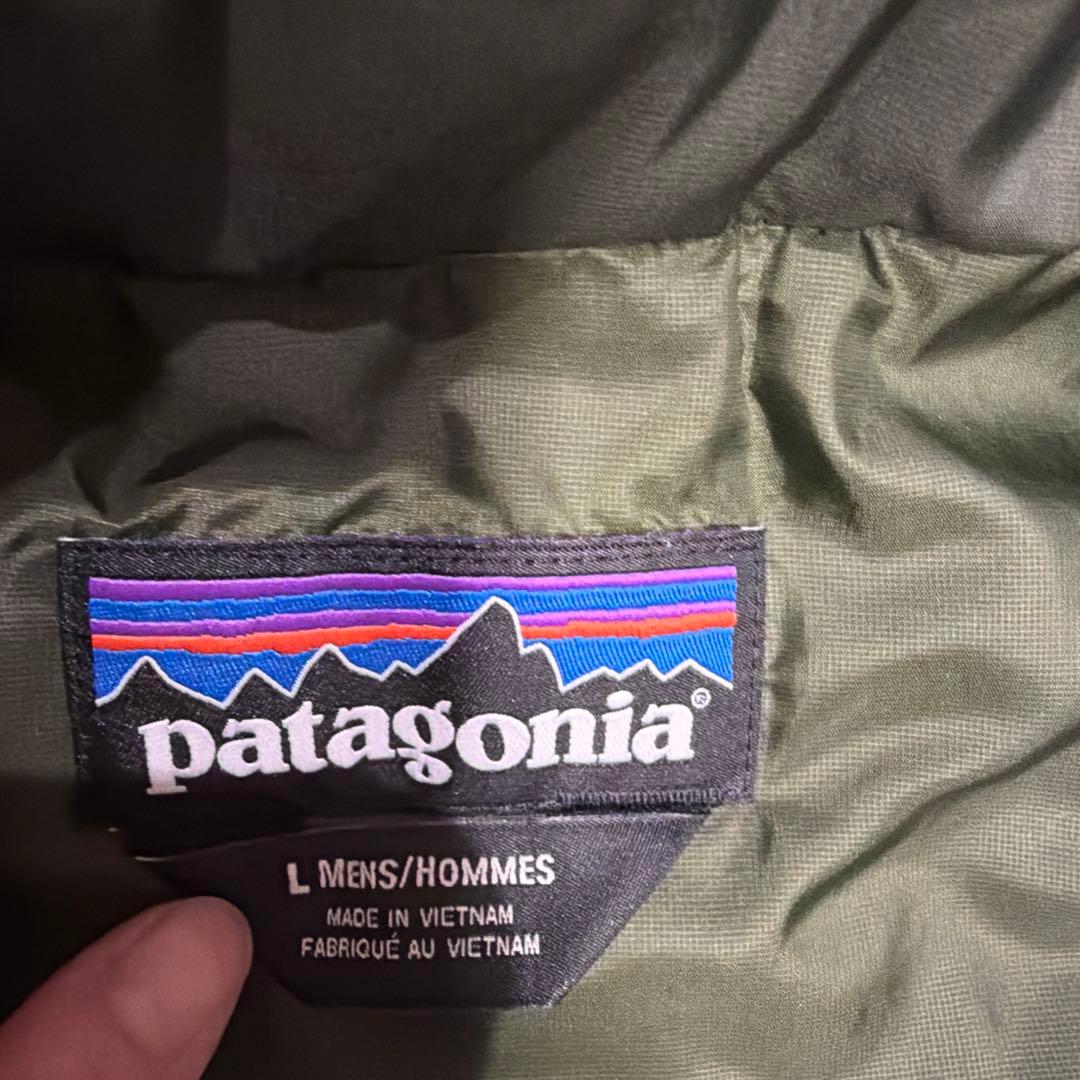 patagonia®
L MENS/HOMMES
MADE IN VIETNAM
FABRIQUÉ AU VIETNAM